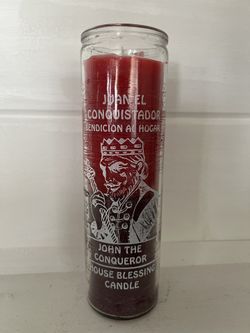 JUAN EL
CONQUISTADOR
BENDICION AL HOGAR
JOHN THE
CONQUEROR
HOUSE BLESSING
CANDLE